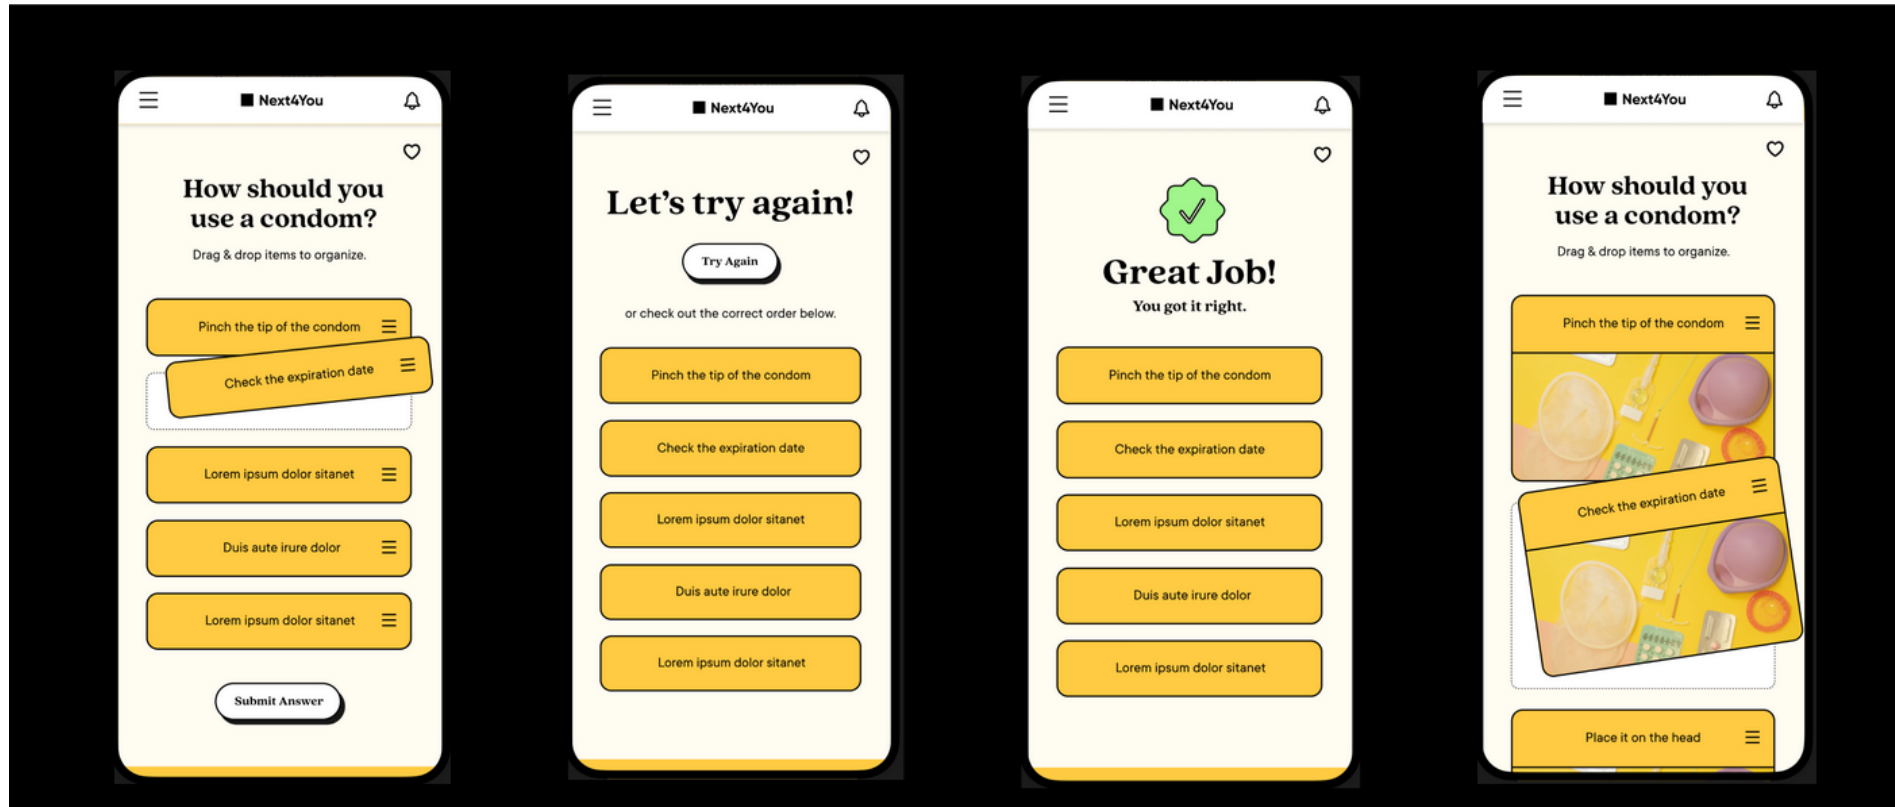 Next4You
How should you
use a condom?
Drag & drop items to organize.
Pinch the tip of the condom
Check the expiration date
Lorem ipsum dolor sitanet
Duis aute irure dolor
Lorem ipsum dolor sitanet
Submit Answer
Next4You
Let's try again!
Try Again
or check out the correct order below.
Pinch the tip of the condom
Check the expiration date
Lorem ipsum dolor sitanet
Duis aute irure dolor
Lorem ipsum dolor sitanet
Next4You
Great Job!
You got it right.
Pinch the tip of the condom
Check the expiration date
Lorem ipsum dolor sitanet
Duis aute irure dolor
Lorem ipsum dolor sitanet
Next4You
How should you
use a condom?
Drag & drop items to organize.
Pinch the tip of the condom
Check the expiration date
Place it on the head